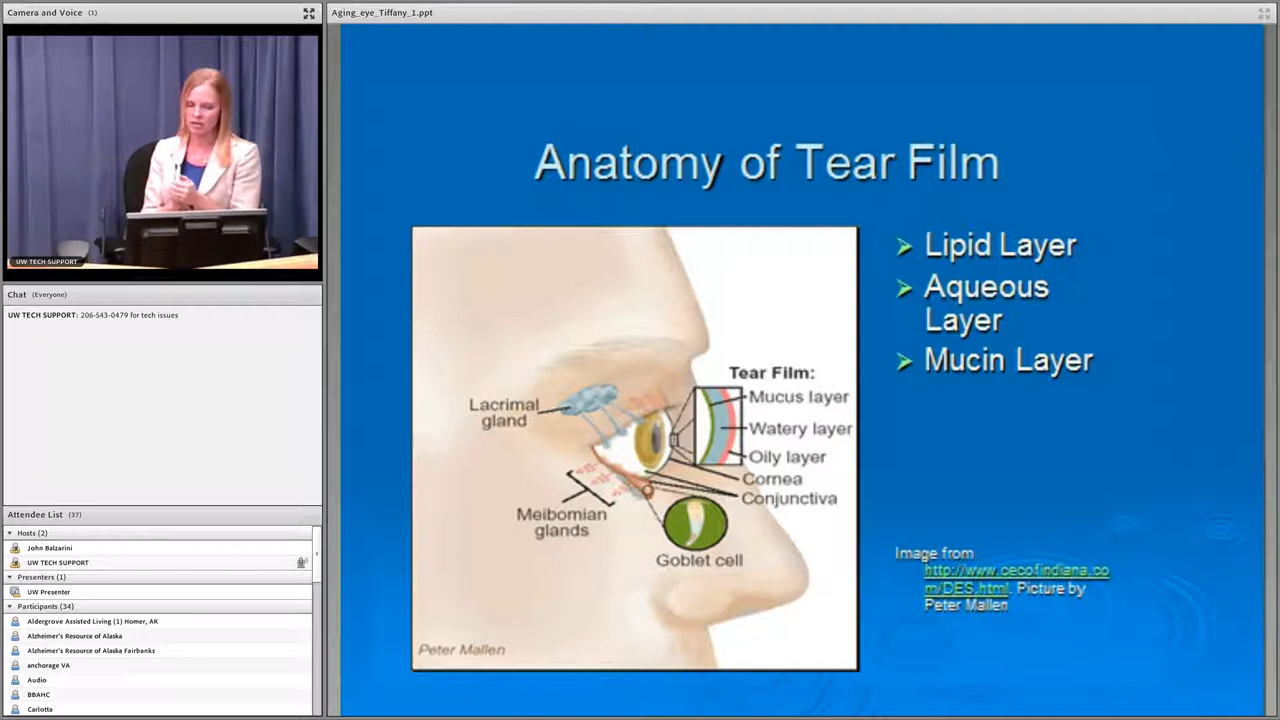 Camera and Voice (1)
UW TECH SUPPORT
Chat (Everyone)
UW TECH SUPPORT: 206-543-0479 for tech issues
Attendee List (37)
Hosts (2)
John Balzarini
UW TECH SUPPORT
Presenters (1)
UW Presenter
Participants (34)
Aldergrove Assisted Living (1) Homer, AK
Alzheimer's Resource of Alaska
Alzheimer's Resource of Alaska Fairbanks
anchorage VA
Audio
BBAHC
Carlotta
Aging_eye_Tiffany_1.ppt
Anatomy of Tear Film
Lipid Layer
Aqueous
Layer
Mucin Layer
Tear Film:
Mucus layer
Watery layer
Oily layer
Cornea
Conjunctiva
Lacrimal
gland
Meibomian
glands
Goblet cell
Peter Mallen
Image from
http://www.cecofindiana.co
m/DES.html. Picture by
Peter Mallen